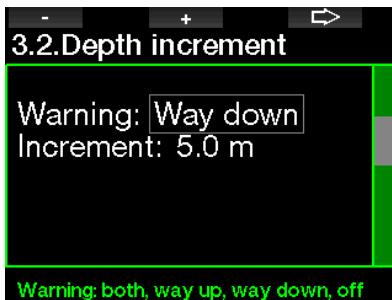 - +
3.2.Depth increment
Warning: Way down
Increment: 5.0 m
Warning: both, way up, way down, off